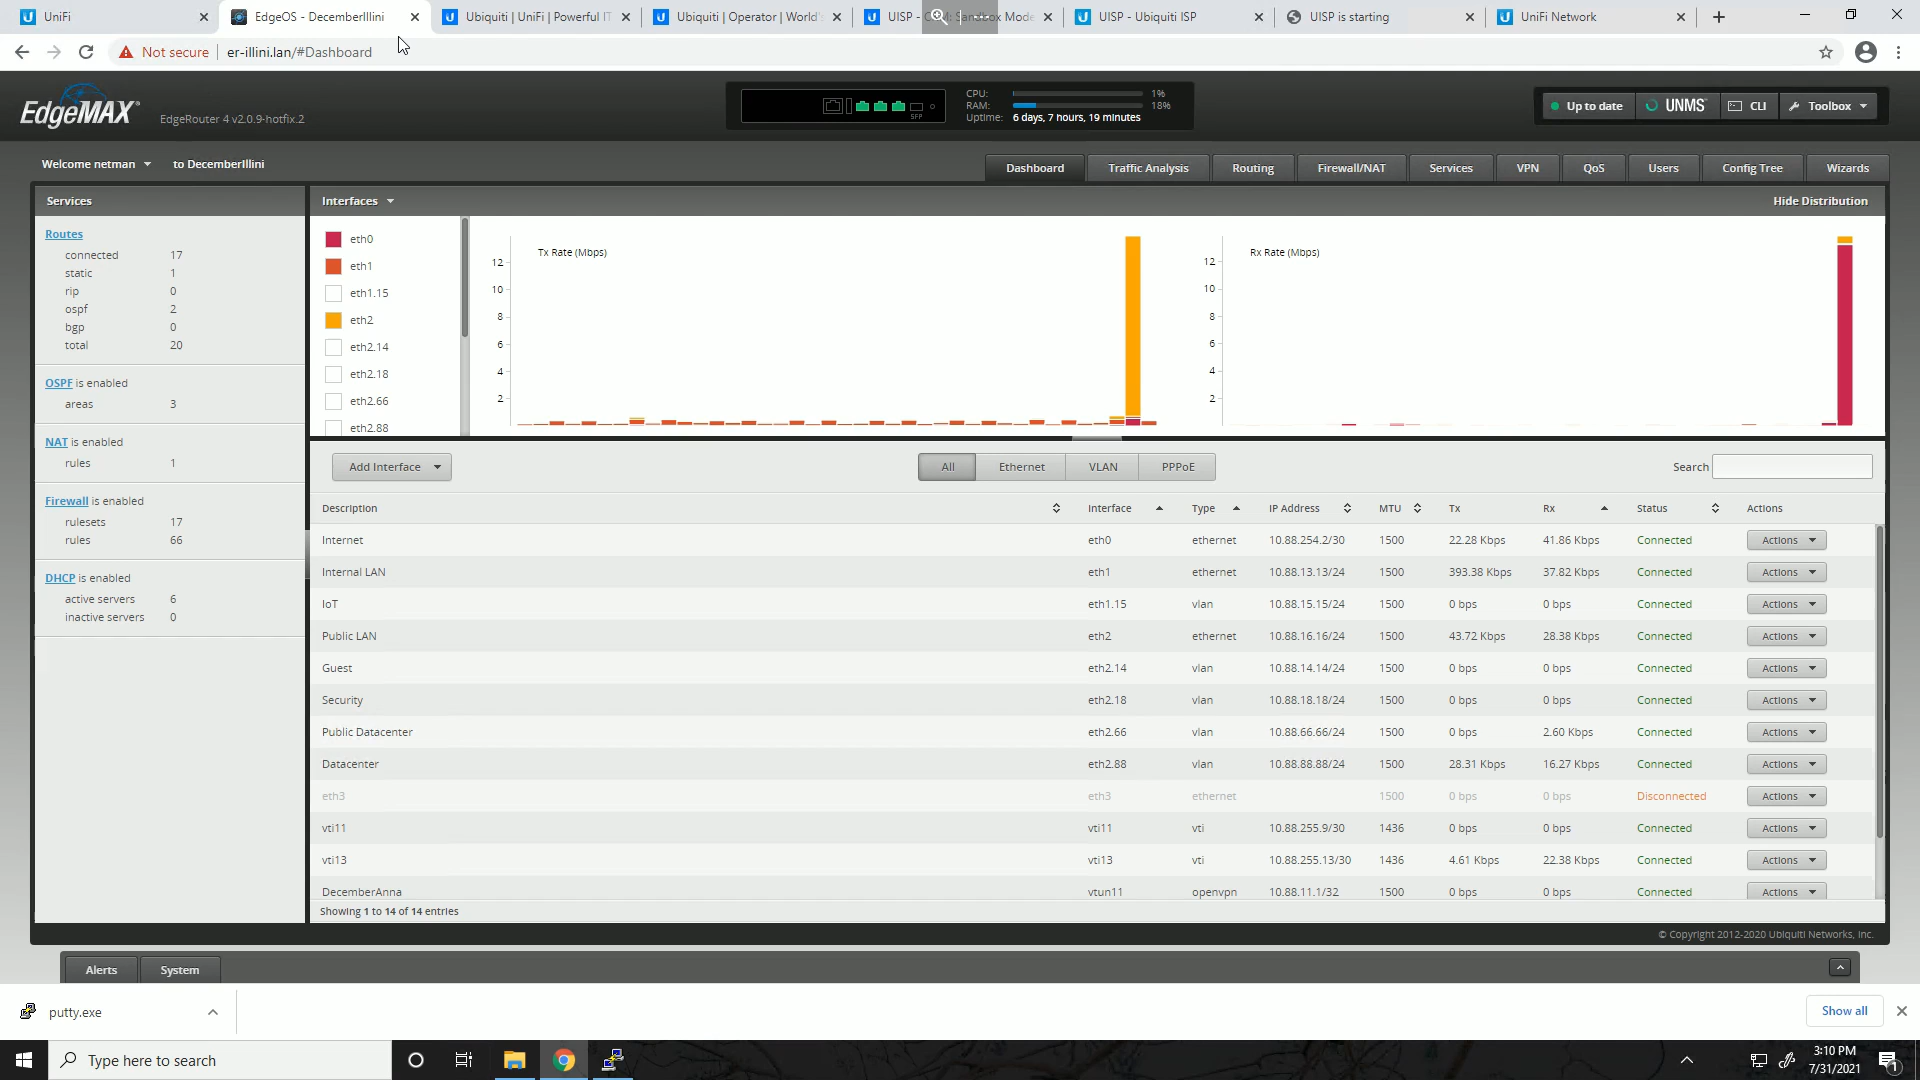 UniFi
EdgeOS - DecemberIllini
Ubiquiti | UniFi | Powerful IT
Ubiquiti | Operator | World's
UISP - Ubiquiti ISP
UISP is starting
UniFi Network
Not secure
er-illini.lan/#Dashboard
EdgeMAX
EdgeRouter 4 v2.0.9-hotfix.2
SFP
CPU: 1%
RAM: 18%
Uptime: 6 days, 7 hours, 19 minutes
Up to date
UNMS
CLI
Toolbox
Welcome netman
to DecemberIllini
Dashboard
Traffic Analysis
Routing
Firewall/NAT
Services
VPN
QoS
Users
Config Tree
Wizards
Services
Routes
connected 17
static 1
rip 0
ospf 2
bgp 0
total 20
OSPF is enabled
areas 3
NAT is enabled
rules 1
Firewall is enabled
rulesets 17
rules 66
DHCP is enabled
active servers 6
inactive servers 0
Interfaces
Hide Distribution
eth0
eth1
eth1.15
eth2
eth2.14
eth2.18
eth2.66
eth2.88
Tx Rate (Mbps)
12
10
8
6
4
2
Rx Rate (Mbps)
12
10
8
6
4
2
Add Interface
All
Ethernet
VLAN
PPPoE
Search
Description Interface Type IP Address MTU Tx Rx Status Actions
Internet eth0 ethernet 10.88.254.2/30 1500 22.28 Kbps 41.86 Kbps Connected Actions
Internal LAN eth1 ethernet 10.88.13.13/24 1500 393.38 Kbps 37.82 Kbps Connected Actions
IoT eth1.15 vlan 10.88.15.15/24 1500 0 bps 0 bps Connected Actions
Public LAN eth2 ethernet 10.88.16.16/24 1500 43.72 Kbps 28.38 Kbps Connected Actions
Guest eth2.14 vlan 10.88.14.14/24 1500 0 bps 0 bps Connected Actions
Security eth2.18 vlan 10.88.18.18/24 1500 0 bps 0 bps Connected Actions
Public Datacenter eth2.66 vlan 10.88.66.66/24 1500 0 bps 2.60 Kbps Connected Actions
Datacenter eth2.88 vlan 10.88.88.88/24 1500 28.31 Kbps 16.27 Kbps Connected Actions
eth3 eth3 ethernet 1500 0 bps 0 bps Disconnected Actions
vti11 vti11 vti 10.88.255.9/30 1436 0 bps 0 bps Connected Actions
vti13 vti13 vti 10.88.255.13/30 1436 4.61 Kbps 22.38 Kbps Connected Actions
DecemberAnna vtun11 openvpn 10.88.11.1/32 1500 0 bps 0 bps Connected Actions
Showing 1 to 14 of 14 entries
© Copyright 2012-2020 Ubiquiti Networks, Inc.
Alerts
System
putty.exe
Show all
Type here to search
3:10 PM
7/31/2021
1